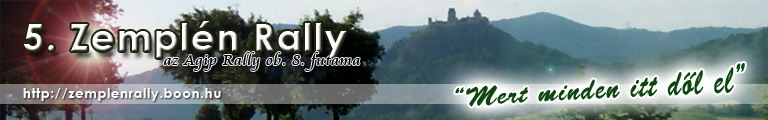 5. Zemplén Rally
az Agip Rally ob. 8. futama
http://zemplenrally.boon.hu
“Mert minden itt dől el”